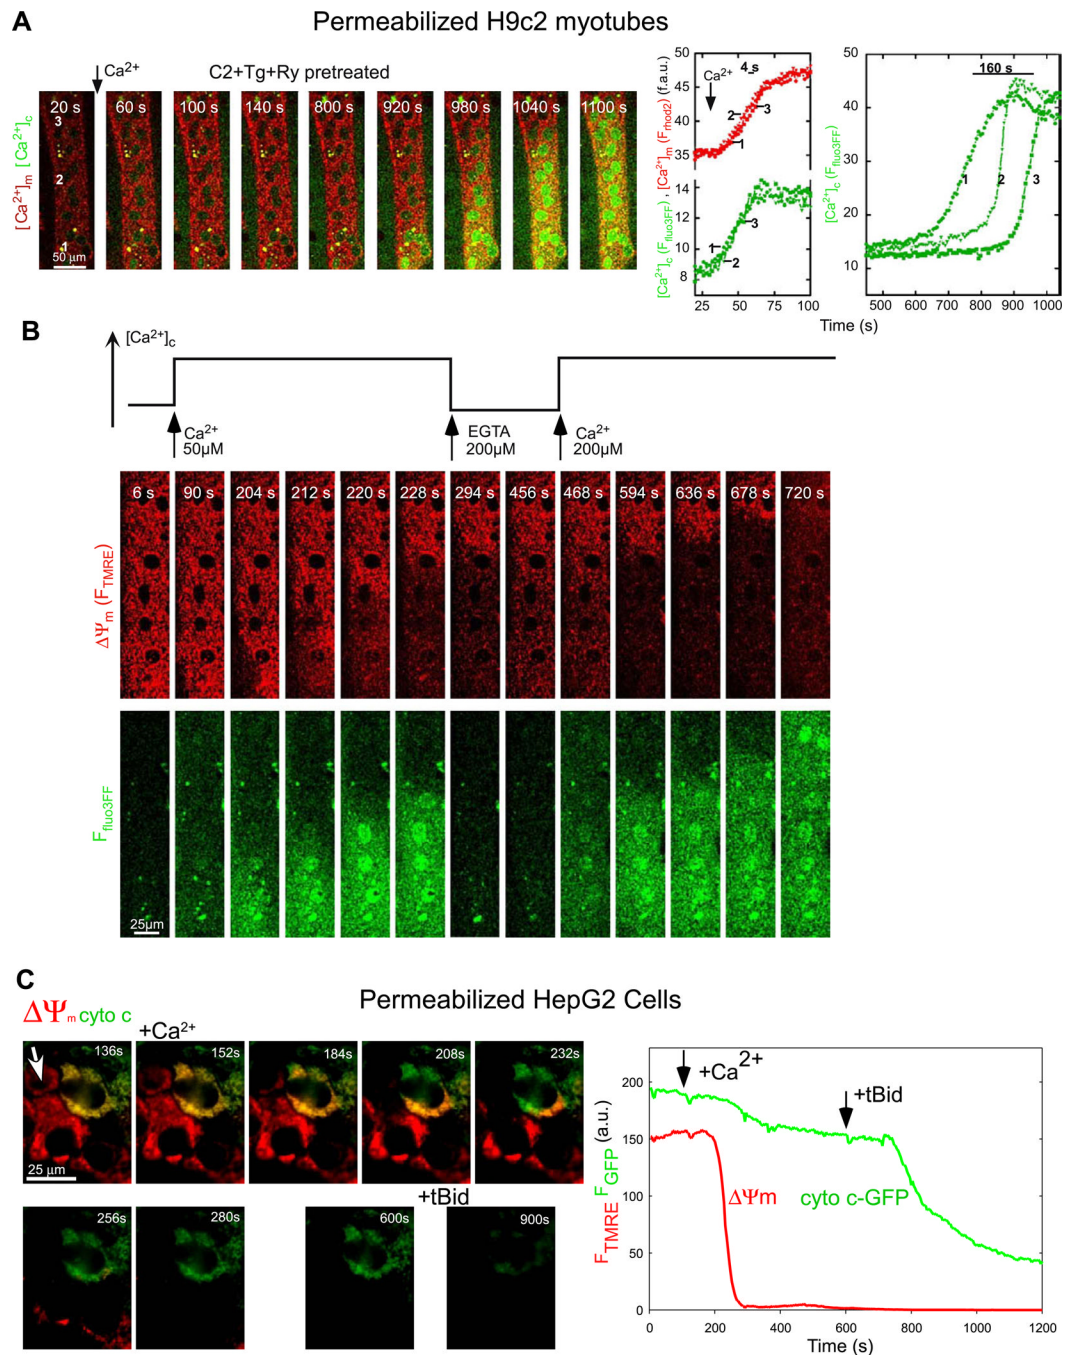 A
Permeabilized H9c2 myotubes
Ca²⁺
C2+Tg+Ry pretreated
[Ca²⁺]m [Ca²⁺]c
20 s 60 s 100 s 140 s 800 s 920 s 980 s 1040 s 1100 s
3
2
1
50 µm
[Ca²⁺]c (Ffluo3FF) , [Ca²⁺]m (Frhod2) (f.a.u.)
50
45
40
35
14
12
10
8
Ca²⁺
4 s
2
3
1
3
1
2
25 50 75 100
[Ca²⁺]c (Ffluo3FF)
50
40
30
20
10
160 s
1
2
3
500 600 700 800 900 1000
Time (s)
B
[Ca²⁺]c
Ca²⁺
50µM
EGTA
200µM
Ca²⁺
200µM
ΔΨm (FTMRE)
6 s 90 s 204 s 212 s 220 s 228 s 294 s 456 s 468 s 594 s 636 s 678 s 720 s
Ffluo3FF
25µm
C
Permeabilized HepG2 Cells
ΔΨm cyto c
+Ca²⁺
136s 152s 184s 208s 232s
25 µm
+tBid
256s 280s 600s 900s
FTMRE FGFP (a.u.)
200
150
100
50
0
+Ca²⁺
+tBid
ΔΨm
cyto c-GFP
0 200 400 600 800 1000 1200
Time (s)